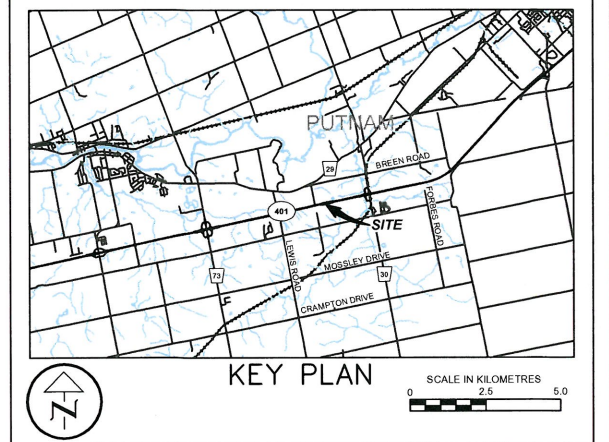 PUTNAM
29
BREEN ROAD
401
SITE
FORBES ROAD
LEWIS ROAD
MOSSLEY DRIVE
73
30
CRAMPTON DRIVE
KEY PLAN
N
SCALE IN KILOMETRES
0 2.5 5.0